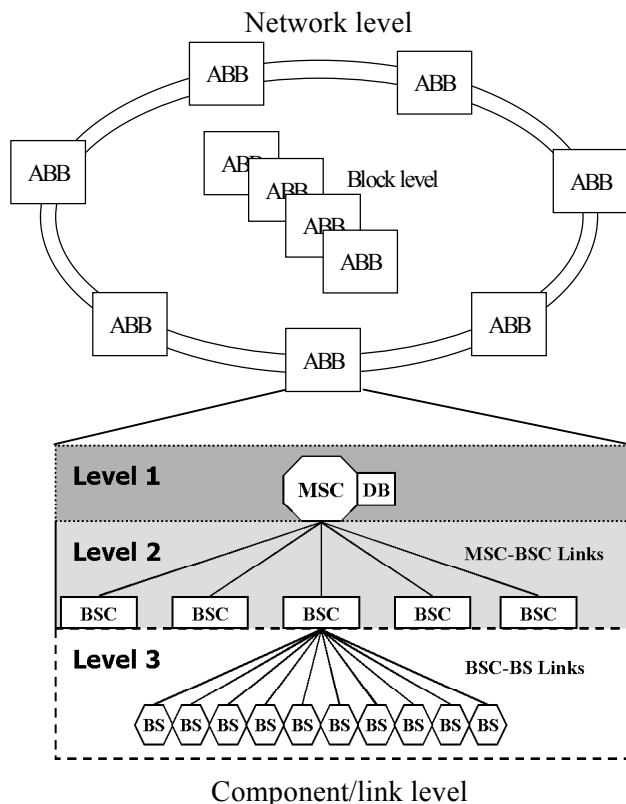 Network level
ABB
ABB
ABB
ABB
ABB
ABB
Block level
ABB
ABB
ABB
ABB
ABB
ABB
Level 1
MSC
DB
Level 2
MSC-BSC Links
BSC BSC BSC BSC BSC
Level 3
BSC-BS Links
BS BS BS BS BS BS BS BS BS BS
Component/link level